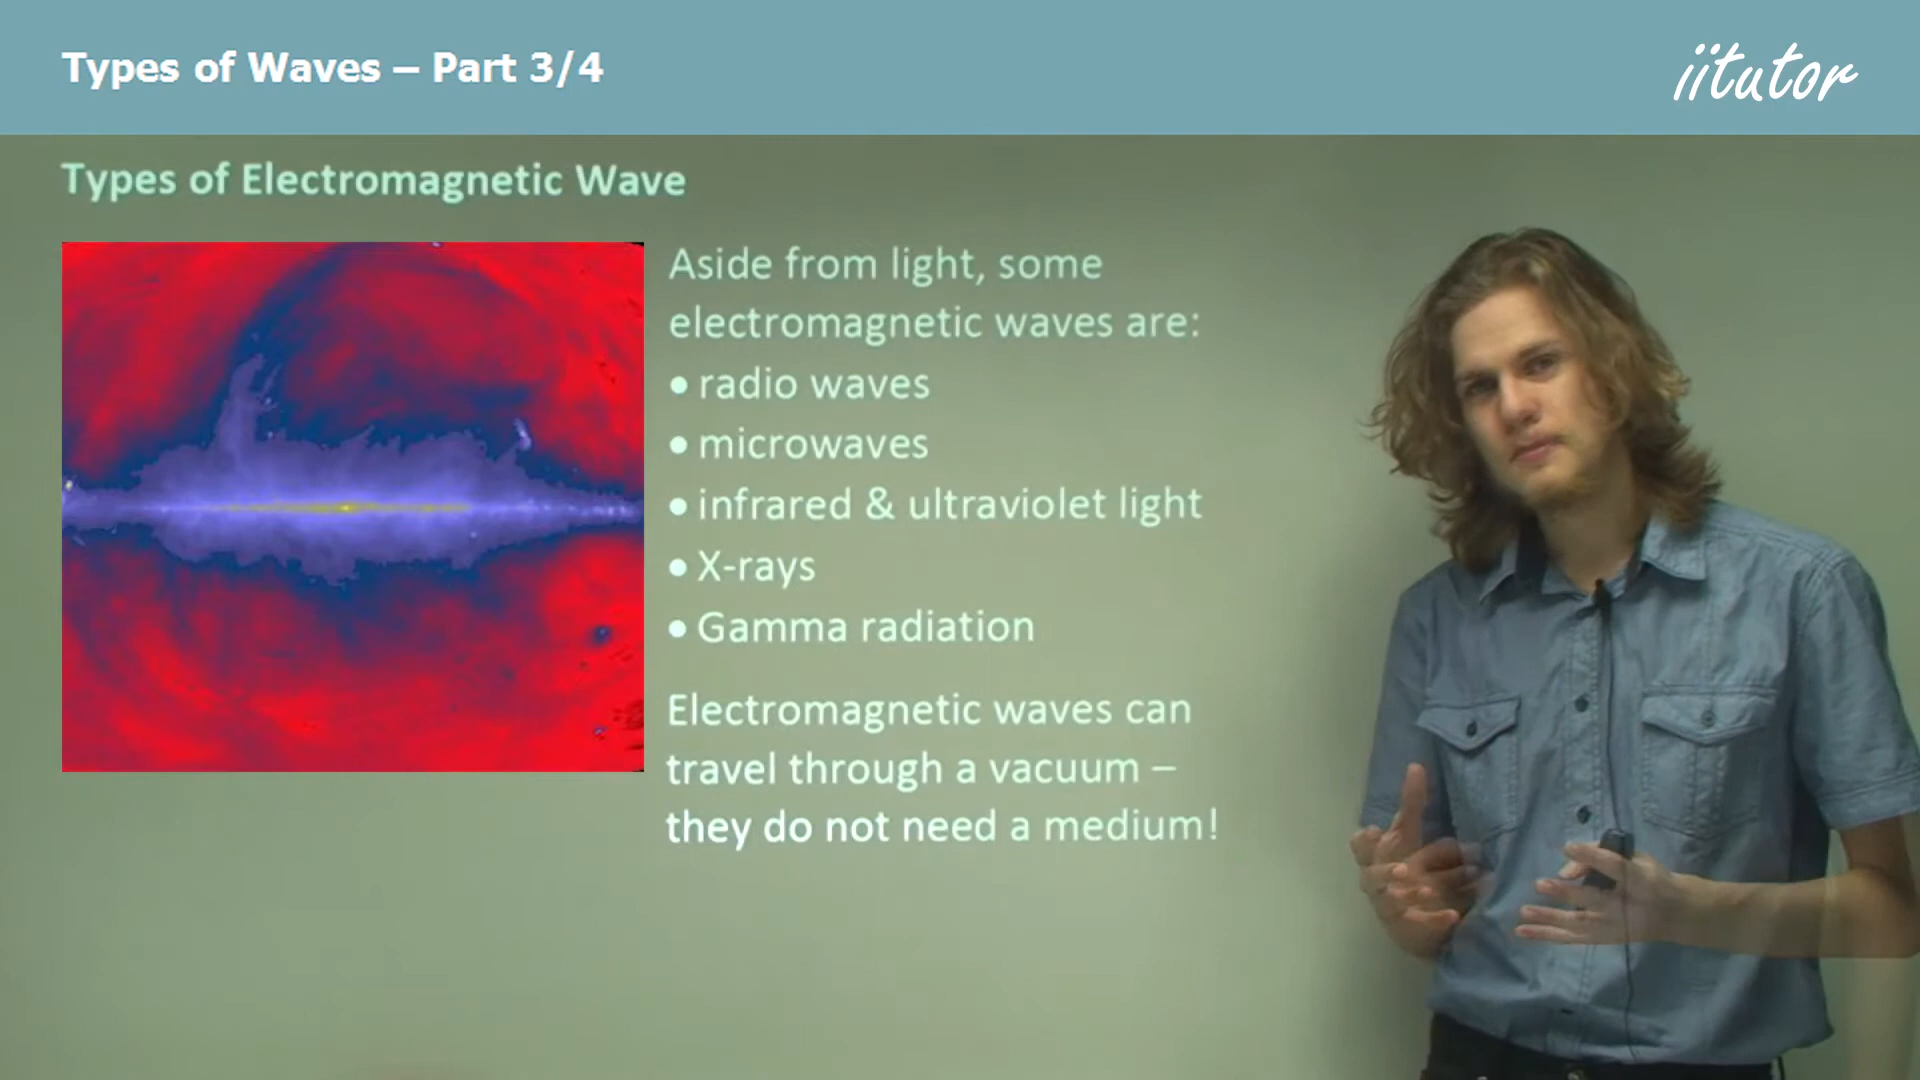 Types of Waves – Part 3/4
iitutor
Types of Electromagnetic Wave
Aside from light, some
electromagnetic waves are:
• radio waves
• microwaves
• infrared & ultraviolet light
• X-rays
• Gamma radiation
Electromagnetic waves can
travel through a vacuum –
they do not need a medium!